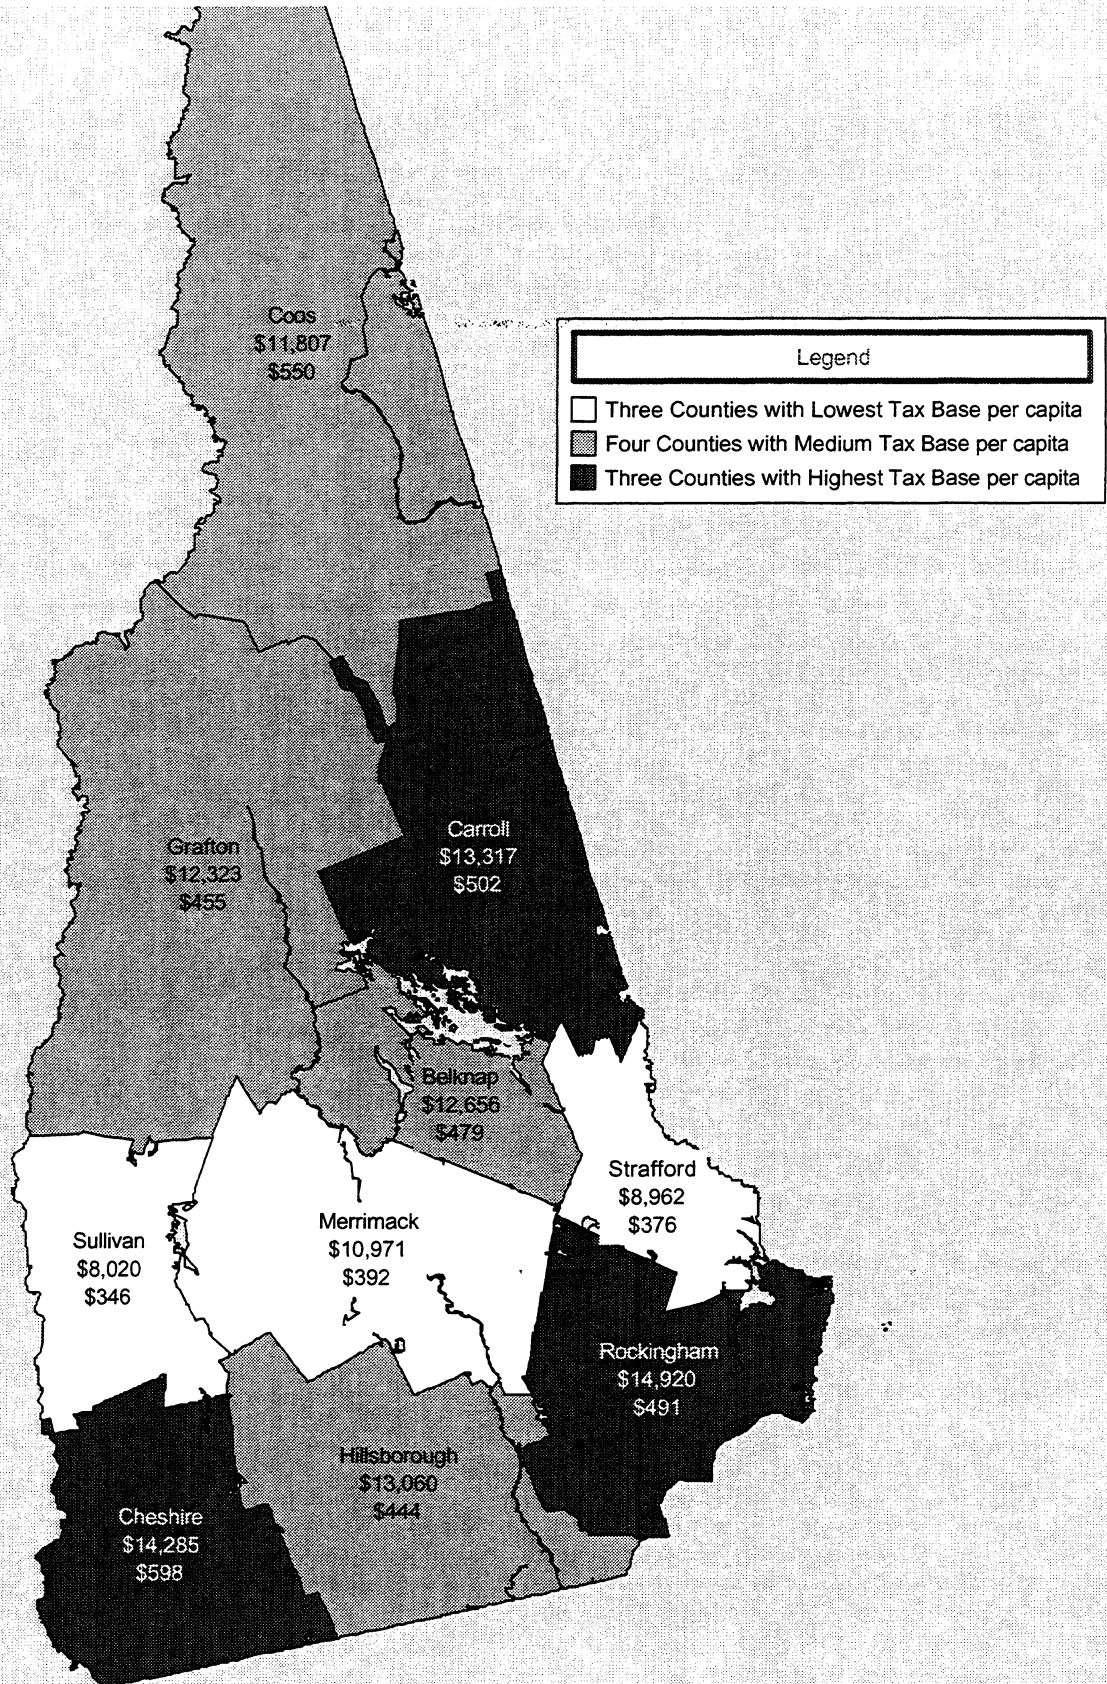 Coos
$11,807
$550
Legend
Three Counties with Lowest Tax Base per capita
Four Counties with Medium Tax Base per capita
Three Counties with Highest Tax Base per capita
Carroll
$13,317
$502
Grafton
$12,323
$455
Belknap
$12,656
$479
Strafford
$8,962
$376
Merrimack
$10,971
$392
Sullivan
$8,020
$346
Rockingham
$14,920
$491
Hillsborough
$13,060
$444
Cheshire
$14,285
$598